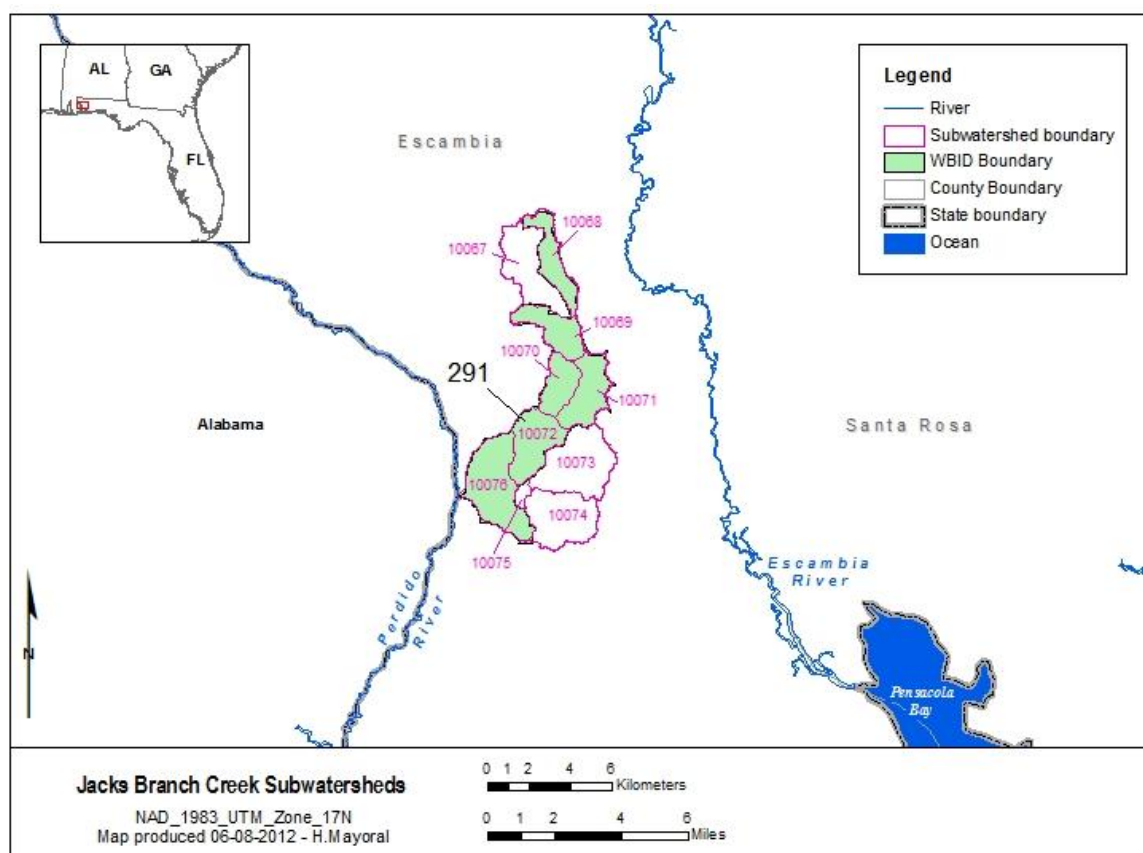 AL
GA
FL
Legend
River
Subwatershed boundary
WBID Boundary
County Boundary
State boundary
Ocean
Escambia
10068
10067
10069
10070
291
10071
Alabama
Santa Rosa
10072
10073
10076
10074
10075
Escambia
River
Perdido
River
N
Pensacola
Bay
Jacks Branch Creek Subwatersheds
NAD_1983_UTM_Zone_17N
Map produced 06-08-2012 - H.Mayoral
0 1 2 4 6
Kilometers
0 1 2 4 6
Miles